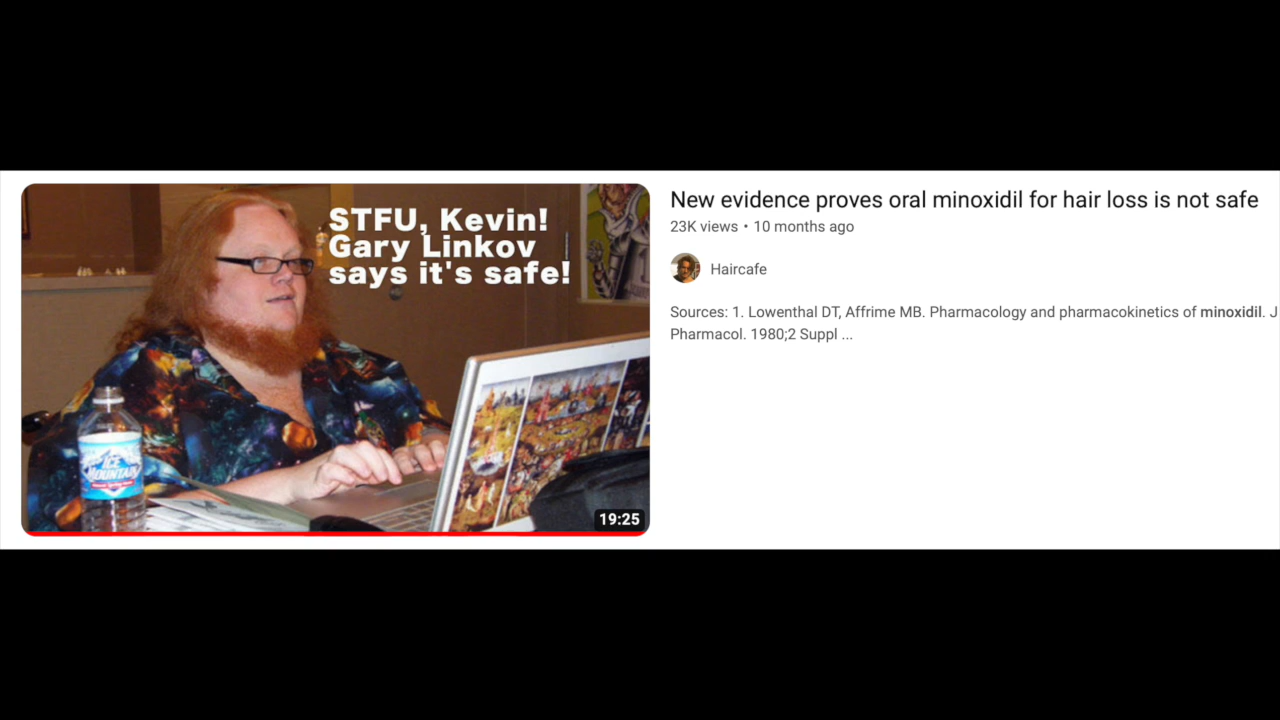 STFU, Kevin!
Gary Linkov
says it's safe!
ICE
MOUNTAIN
19:25
New evidence proves oral minoxidil for hair loss is not safe
23K views • 10 months ago
Haircafe
Sources: 1. Lowenthal DT, Affrime MB. Pharmacology and pharmacokinetics of minoxidil. J
Pharmacol. 1980;2 Suppl ...